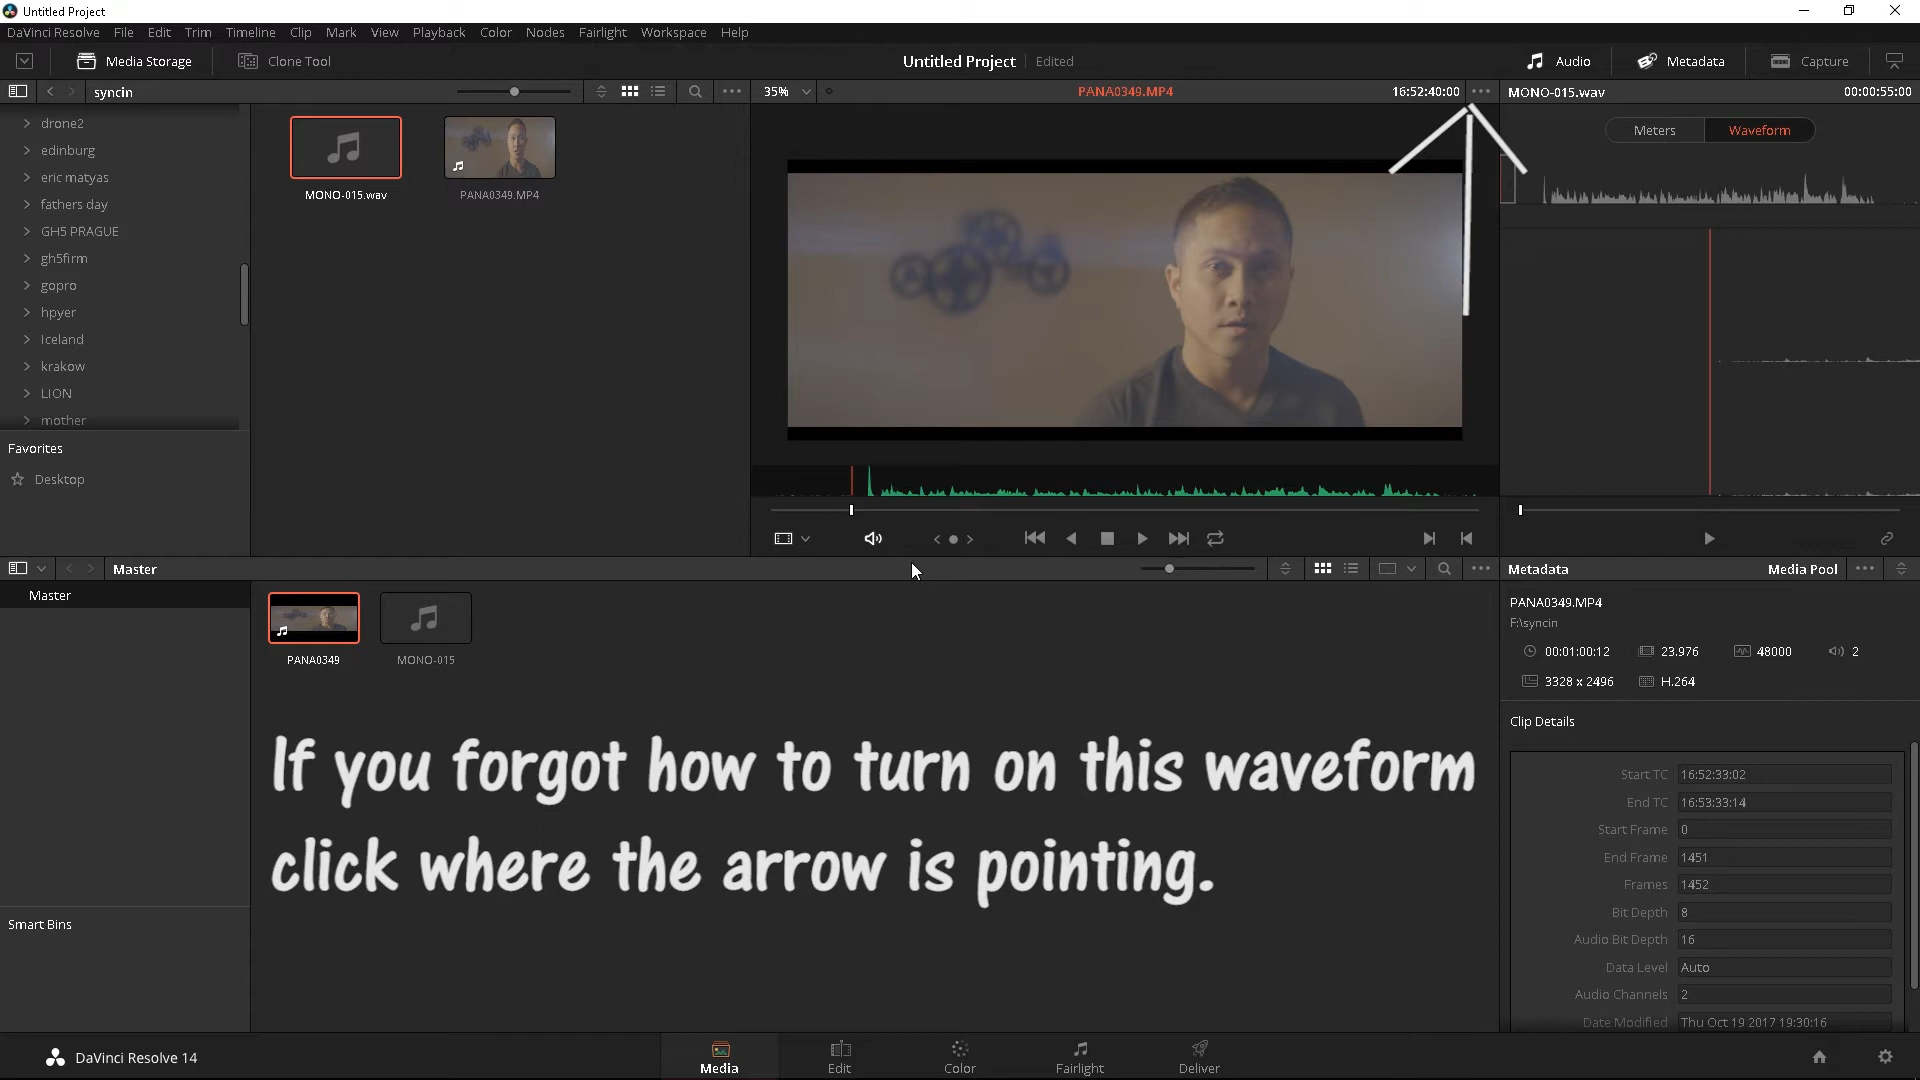 Untitled Project
DaVinci Resolve File Edit Trim Timeline Clip Mark View Playback Color Nodes Fairlight Workspace Help
Media Storage Clone Tool Untitled Project Edited Audio Metadata Capture
syncin 35% PANA0349.MP4 16:52:40:00 MONO-015.wav 00:00:55:00
drone2
edinburg
eric matyas
fathers day
GH5 PRAGUE
gh5firm
gopro
hpyer
Iceland
krakow
LION
mother
Favorites
Desktop
MONO-015.wav PANA0349.MP4
Meters Waveform
Master
Master
Smart Bins
PANA0349 MONO-015
If you forgot how to turn on this waveform
click where the arrow is pointing.
Metadata Media Pool
PANA0349.MP4
F:\syncin
00:01:00:12 23.976 48000 2
3328 x 2496 H.264
Clip Details
Start TC 16:52:33:02
End TC 16:53:33:14
Start Frame 0
End Frame 1451
Frames 1452
Bit Depth 8
Audio Bit Depth 16
Data Level Auto
Audio Channels 2
Date Modified Thu Oct 19 2017 19:30:16
DaVinci Resolve 14 Media Edit Color Fairlight Deliver